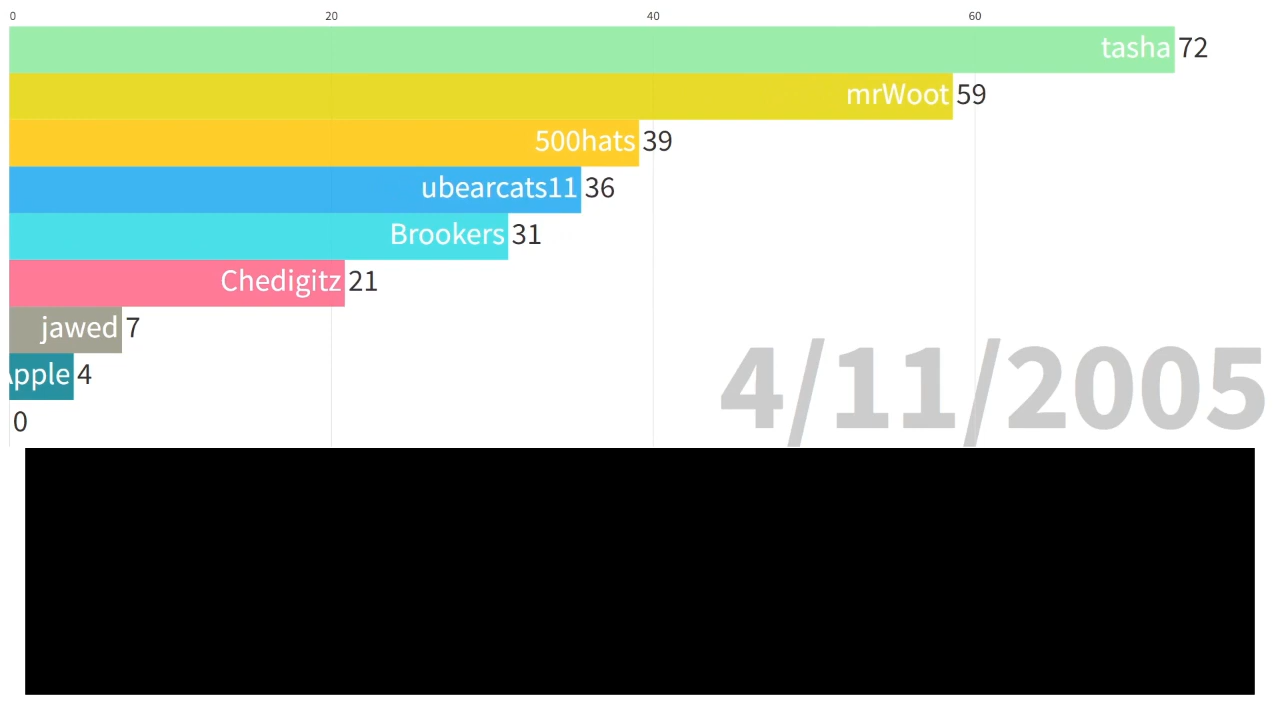 0 20 40 60
tasha 72
mrWoot 59
500hats 39
ubearcats11 36
Brookers 31
Chedigitz 21
jawed 7
4
0
4/11/2005